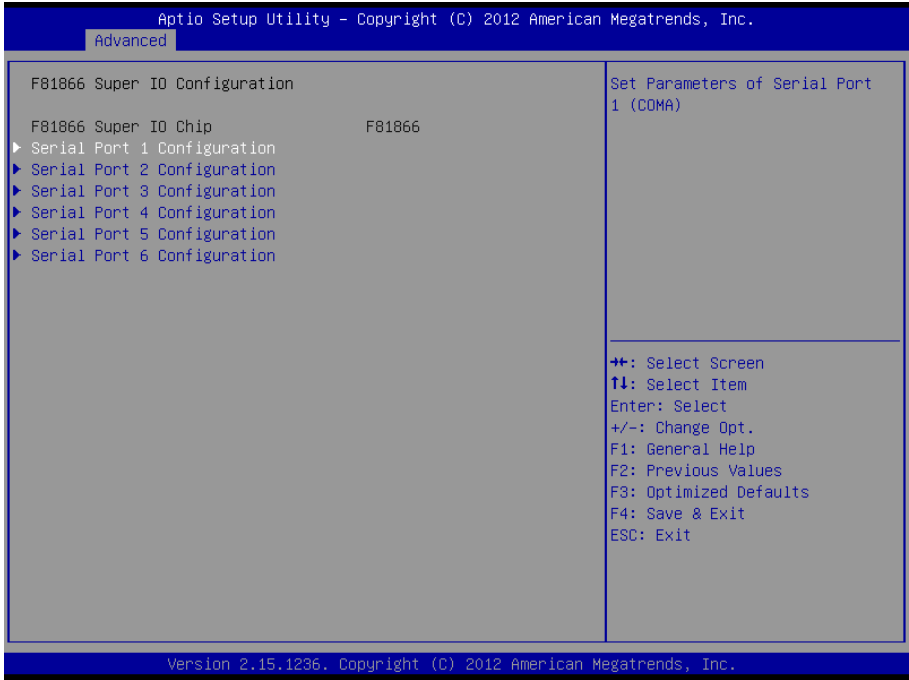 Aptio Setup Utility – Copyright (C) 2012 American Megatrends, Inc.
Advanced
F81866 Super IO Configuration
F81866 Super IO Chip F81866
Serial Port 1 Configuration
Serial Port 2 Configuration
Serial Port 3 Configuration
Serial Port 4 Configuration
Serial Port 5 Configuration
Serial Port 6 Configuration
Set Parameters of Serial Port
1 (COMA)
→←: Select Screen
↑↓: Select Item
Enter: Select
+/-: Change Opt.
F1: General Help
F2: Previous Values
F3: Optimized Defaults
F4: Save & Exit
ESC: Exit
Version 2.15.1236. Copyright (C) 2012 American Megatrends, Inc.